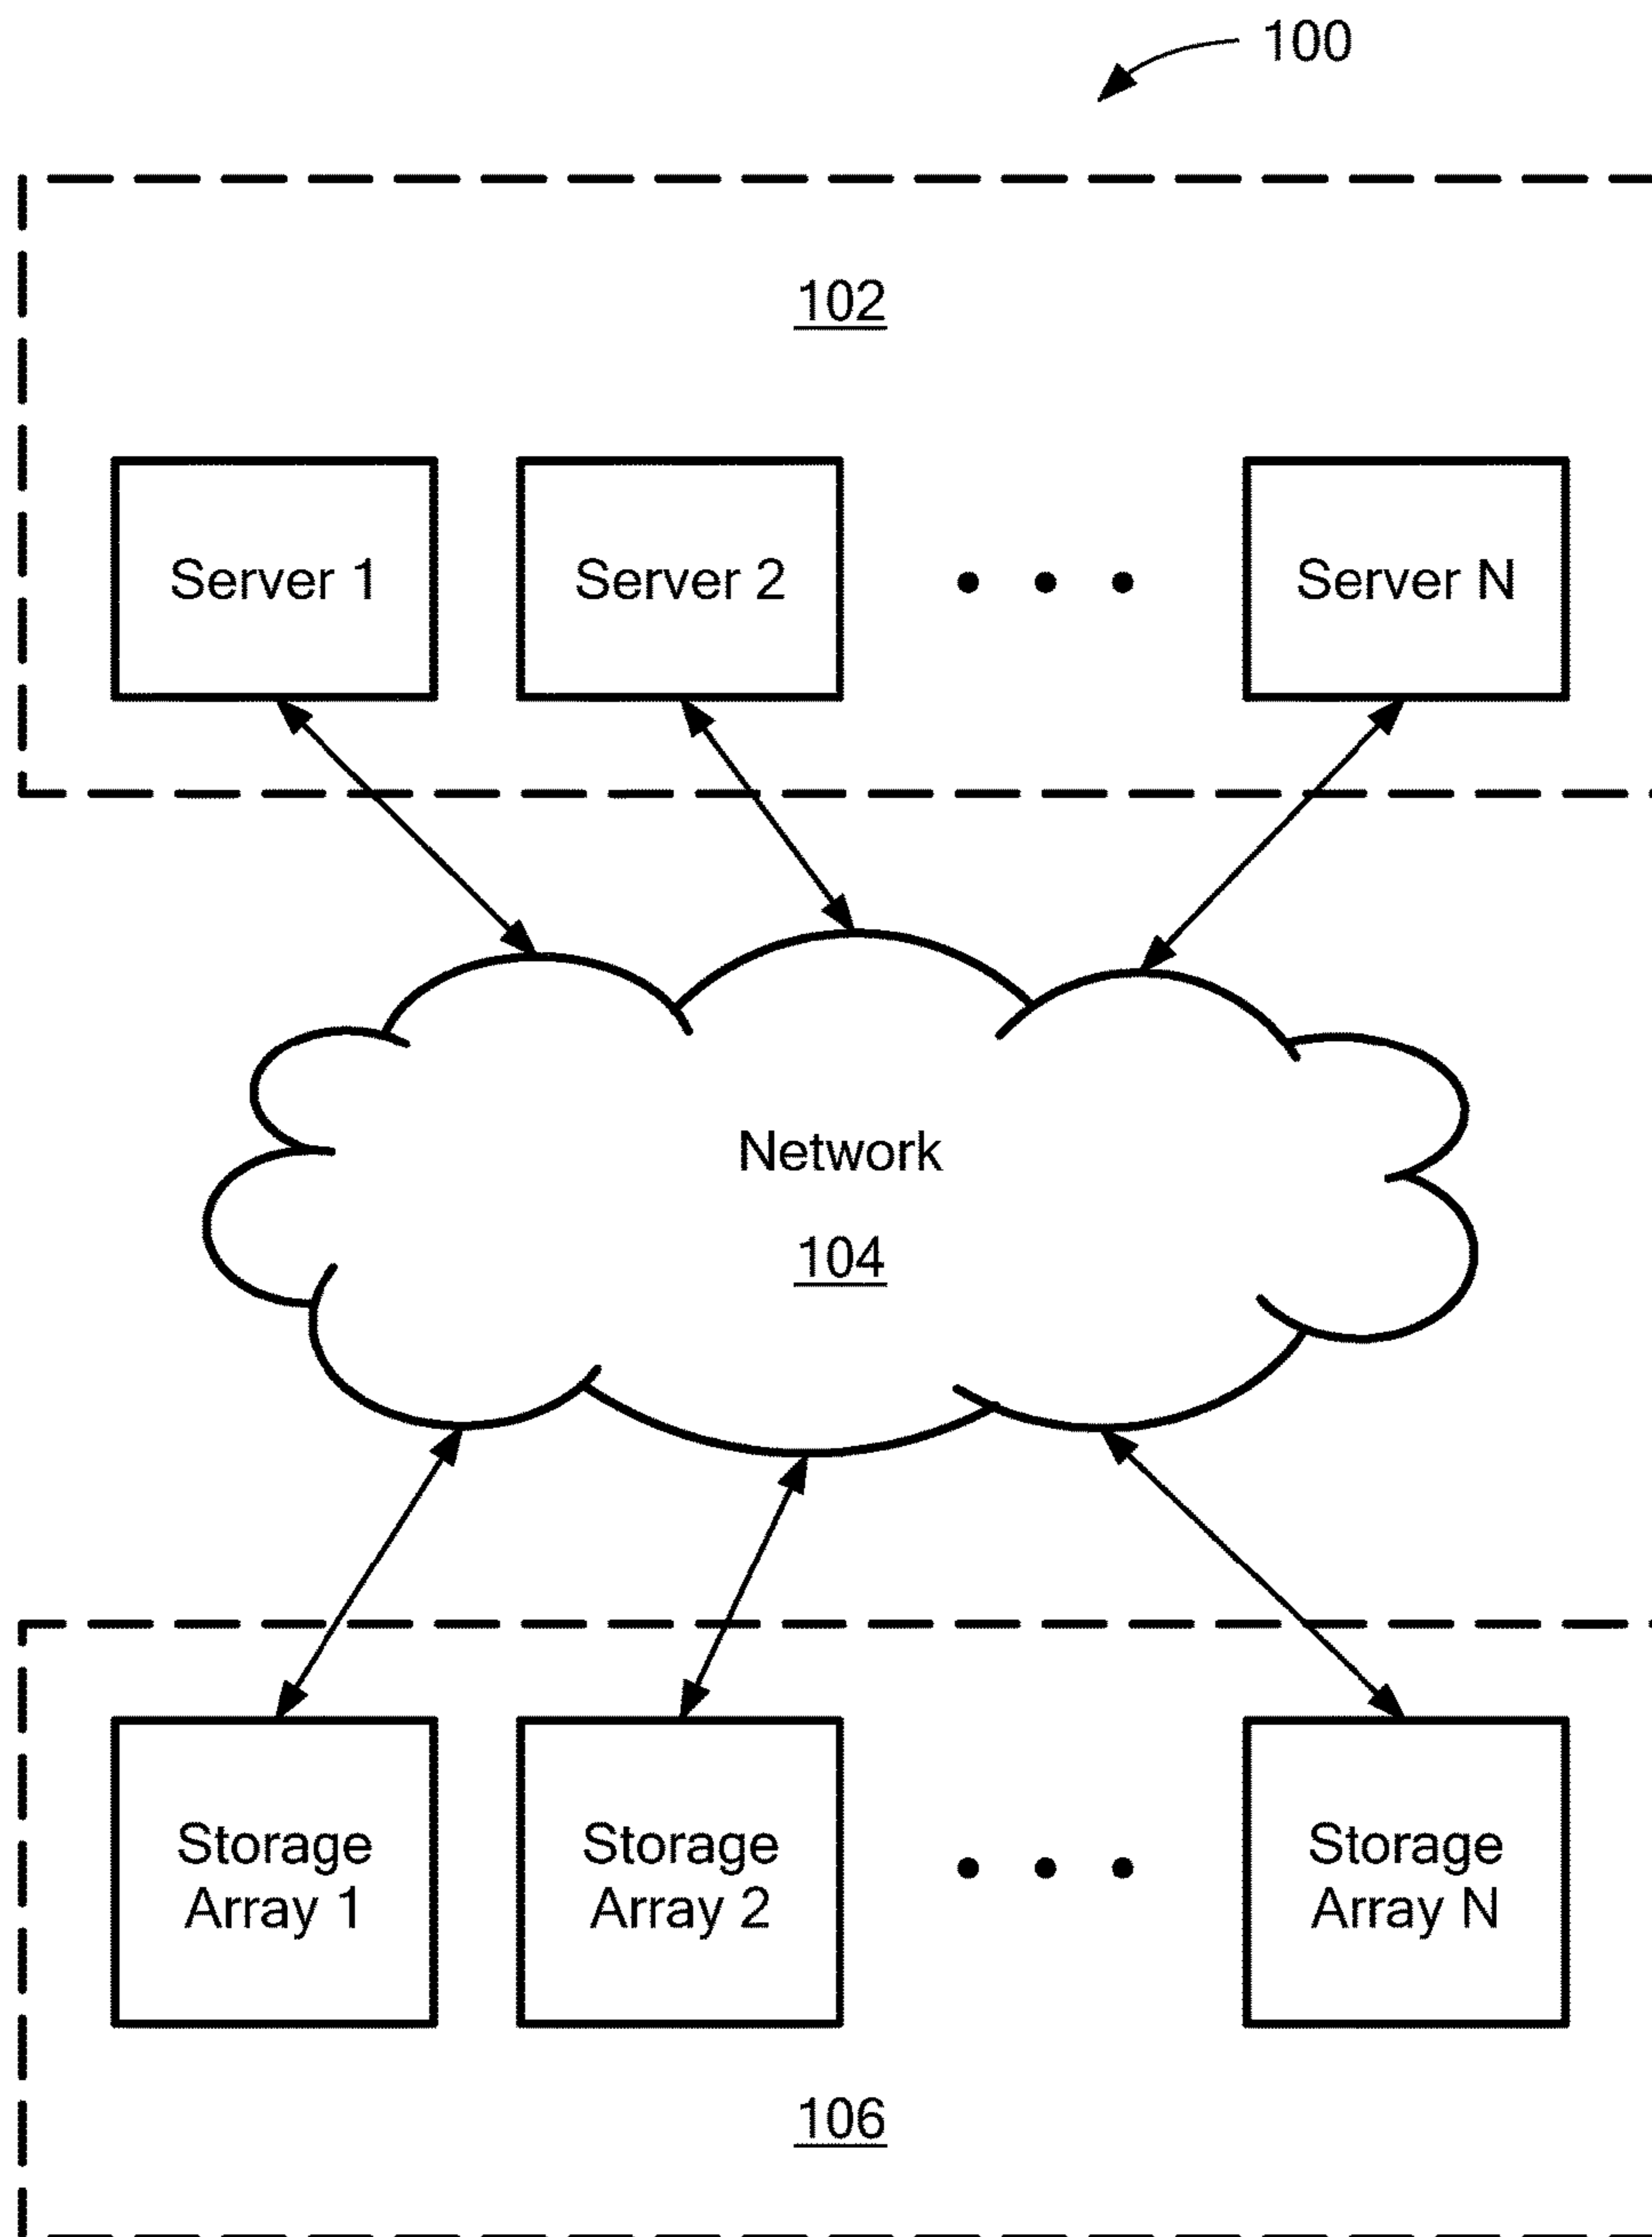 100
102
Server 1
Server 2
Server N
Network
104
Storage
Array 1
Storage
Array 2
Storage
Array N
106